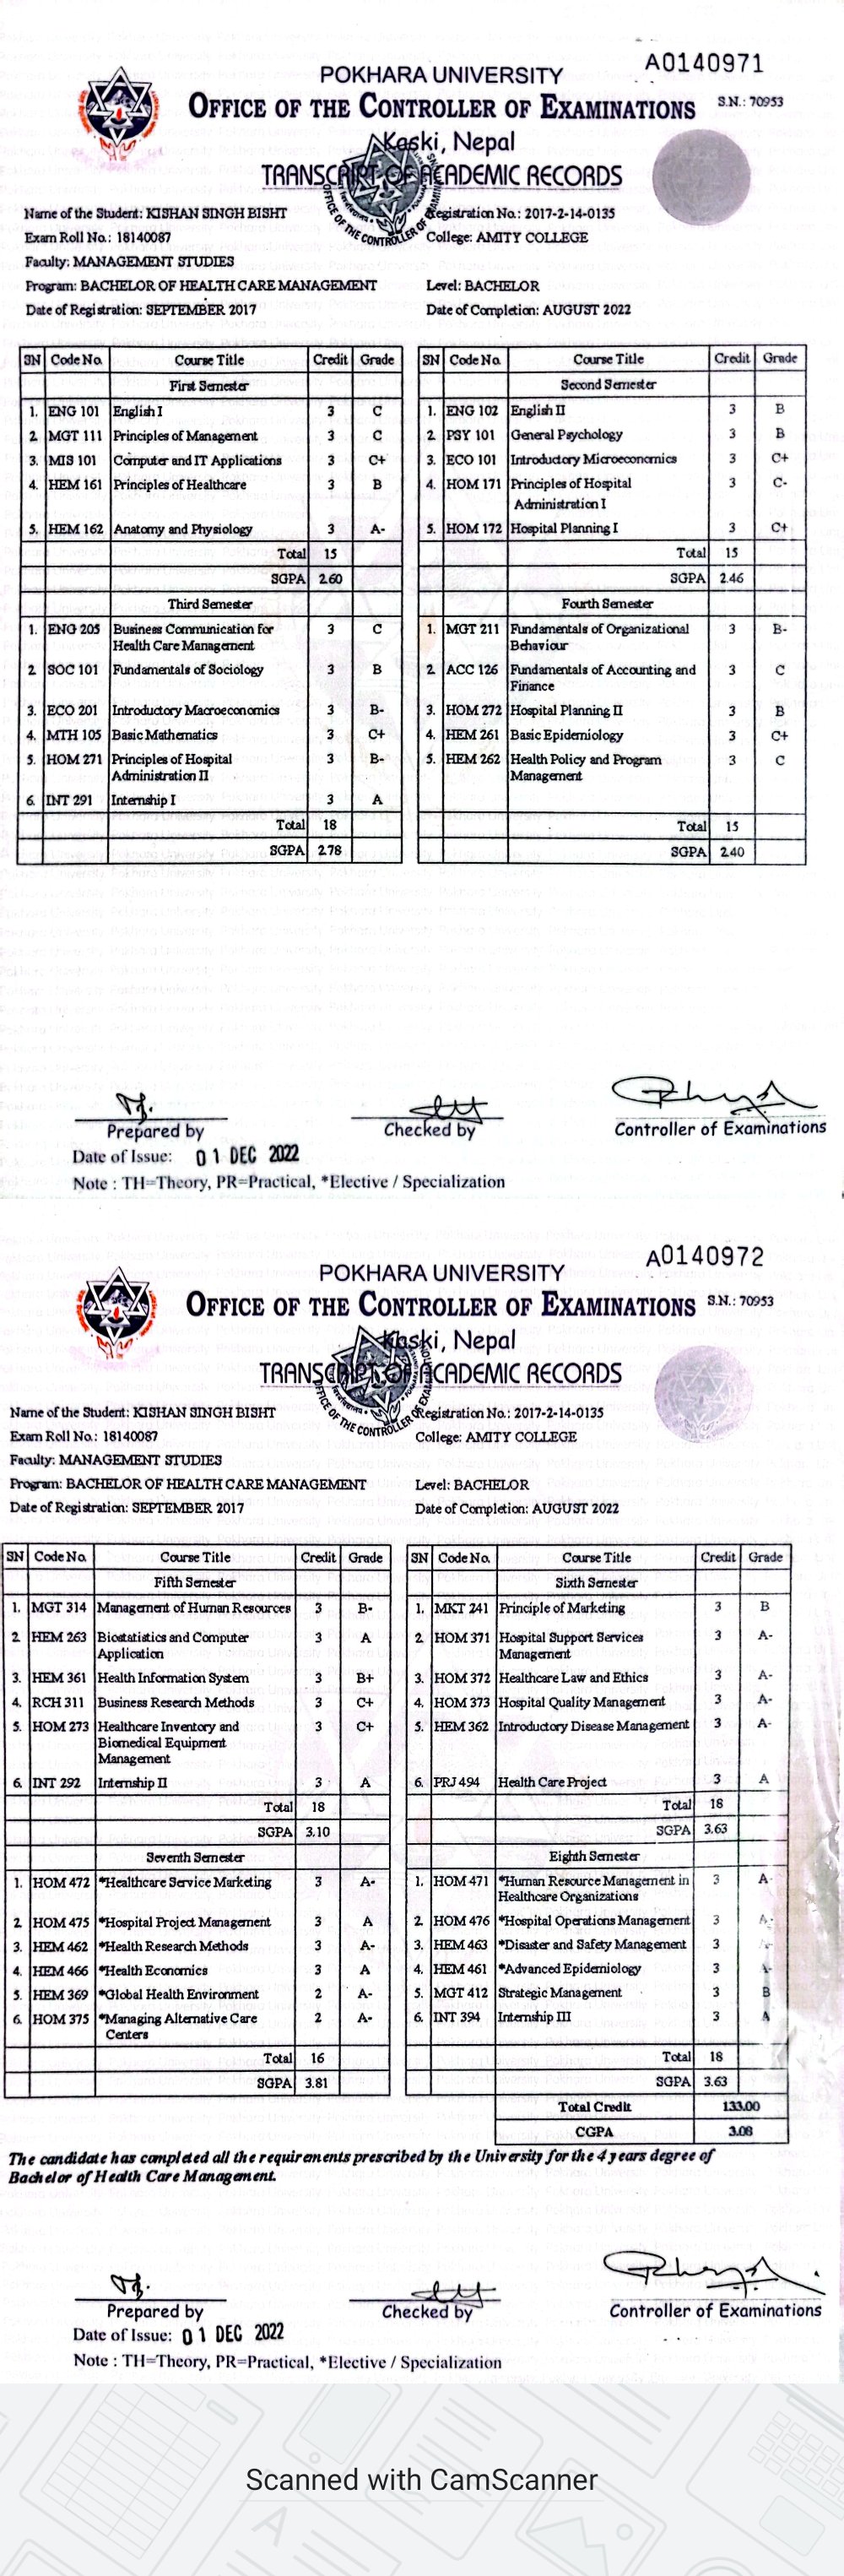 A0140971
POKHARA UNIVERSITY
OFFICE OF THE CONTROLLER OF EXAMINATIONS
S.N.: 70953
Kaski, Nepal
TRANSCRIPT OF ACADEMIC RECORDS
Name of the Student: KISHAN SINGH BISHT
Registration No.: 2017-2-14-0135
Exam Roll No.: 18140087
College: AMITY COLLEGE
Faculty: MANAGEMENT STUDIES
Program: BACHELOR OF HEALTH CARE MANAGEMENT
Level: BACHELOR
Date of Registration: SEPTEMBER 2017
Date of Completion: AUGUST 2022
SN Code No. Course Title Credit Grade
First Semester
1. ENG 101 English I 3 C
2. MGT 111 Principles of Management 3 C
3. MIS 101 Computer and IT Applications 3 C+
4. HEM 161 Principles of Healthcare 3 B
5. HEM 162 Anatomy and Physiology 3 A-
Total 15
SGPA 2.60
SN Code No. Course Title Credit Grade
Second Semester
1. ENG 102 English II 3 B
2. PSY 101 General Psychology 3 B
3. ECO 101 Introductory Microeconomics 3 C+
4. HOM 171 Principles of Hospital 3 C-
Administration I
5. HOM 172 Hospital Planning I 3 C+
Total 15
SGPA 2.46
Third Semester
1. ENG 205 Business Communication for 3 C
Health Care Management
2. SOC 101 Fundamentals of Sociology 3 B
3. ECO 201 Introductory Macroeconomics 3 B-
4. MTH 105 Basic Mathematics 3 C+
5. HOM 271 Principles of Hospital 3 B-
Administration II
6. INT 291 Internship I 3 A
Total 18
SGPA 2.78
Fourth Semester
1. MGT 211 Fundamentals of Organizational 3 B-
Behaviour
2. ACC 126 Fundamentals of Accounting and 3 C
Finance
3. HOM 272 Hospital Planning II 3 B
4. HEM 261 Basic Epidemiology 3 C+
5. HEM 262 Health Policy and Program 3 C
Management
Total 15
SGPA 2.40
Prepared by
Checked by
Controller of Examinations
Date of Issue: 01 DEC 2022
Note : TH=Theory, PR=Practical, *Elective / Specialization
A0140972
POKHARA UNIVERSITY
OFFICE OF THE CONTROLLER OF EXAMINATIONS
S.N.: 70953
Kaski, Nepal
TRANSCRIPT OF ACADEMIC RECORDS
Name of the Student: KISHAN SINGH BISHT
Registration No.: 2017-2-14-0135
Exam Roll No.: 18140087
College: AMITY COLLEGE
Faculty: MANAGEMENT STUDIES
Program: BACHELOR OF HEALTH CARE MANAGEMENT
Level: BACHELOR
Date of Registration: SEPTEMBER 2017
Date of Completion: AUGUST 2022
SN Code No. Course Title Credit Grade
Fifth Semester
1. MGT 314 Management of Human Resources 3 B-
2. HEM 263 Biostatistics and Computer 3 A
Application
3. HEM 361 Health Information System 3 B+
4. RCH 311 Business Research Methods 3 C+
5. HOM 273 Healthcare Inventory and 3 C+
Biomedical Equipment
Management
6. INT 292 Internship II 3 A
Total 18
SGPA 3.10
SN Code No. Course Title Credit Grade
Sixth Semester
1. MKT 241 Principle of Marketing 3 B
2. HOM 371 Hospital Support Services 3 A-
Management
3. HOM 372 Healthcare Law and Ethics 3 A-
4. HOM 373 Hospital Quality Management 3 A-
5. HEM 362 Introductory Disease Management 3 A-
6. PRJ 494 Health Care Project 3 A
Total 18
SGPA 3.63
Seventh Semester
1. HOM 472 *Healthcare Service Marketing 3 A-
2. HOM 475 *Hospital Project Management 3 A
3. HEM 462 *Health Research Methods 3 A-
4. HEM 466 *Health Economics 3 A
5. HEM 369 *Global Health Environment 2 A-
6. HOM 375 *Managing Alternative Care 2 A-
Centers
Total 16
SGPA 3.81
Eighth Semester
1. HOM 471 *Human Resource Management in 3 A-
Healthcare Organizations
2. HOM 476 *Hospital Operations Management 3 A-
3. HEM 463 *Disaster and Safety Management 3
4. HEM 461 *Advanced Epidemiology 3
5. MGT 412 Strategic Management 3 B
6. INT 394 Internship III 3 A
Total 18
SGPA 3.63
Total Credit 133.00
CGPA 3.08
The candidate has completed all the requirements prescribed by the University for the 4 years degree of
Bachelor of Health Care Management.
Prepared by
Checked by
Controller of Examinations
Date of Issue: 01 DEC 2022
Note : TH=Theory, PR=Practical, *Elective / Specialization
Scanned with CamScanner